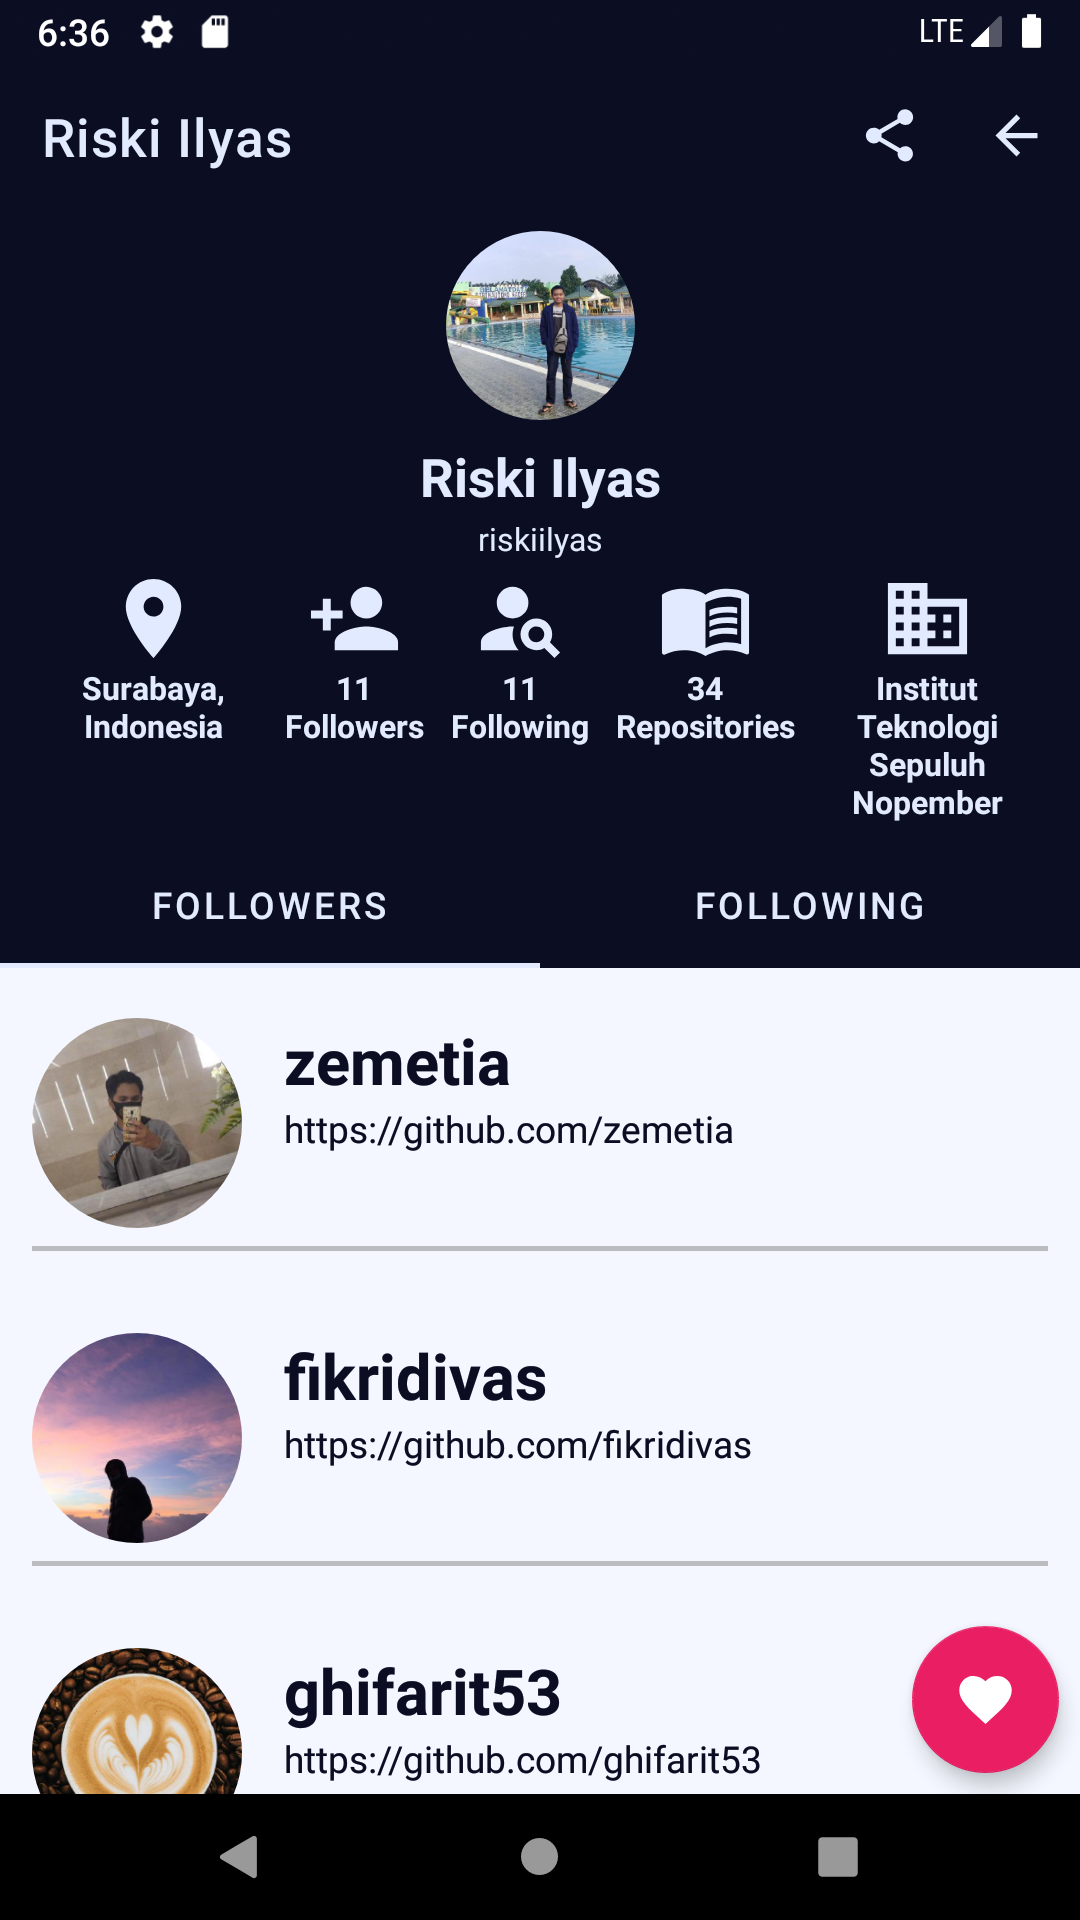 6:36
LTE
Riski Ilyas
Riski Ilyas
riskiilyas
Surabaya,
Indonesia
11
Followers
11
Following
34
Repositories
Institut
Teknologi
Sepuluh
Nopember
FOLLOWERS
FOLLOWING
zemetia
https://github.com/zemetia
fikridivas
https://github.com/fikridivas
ghifarit53
https://github.com/ghifarit53